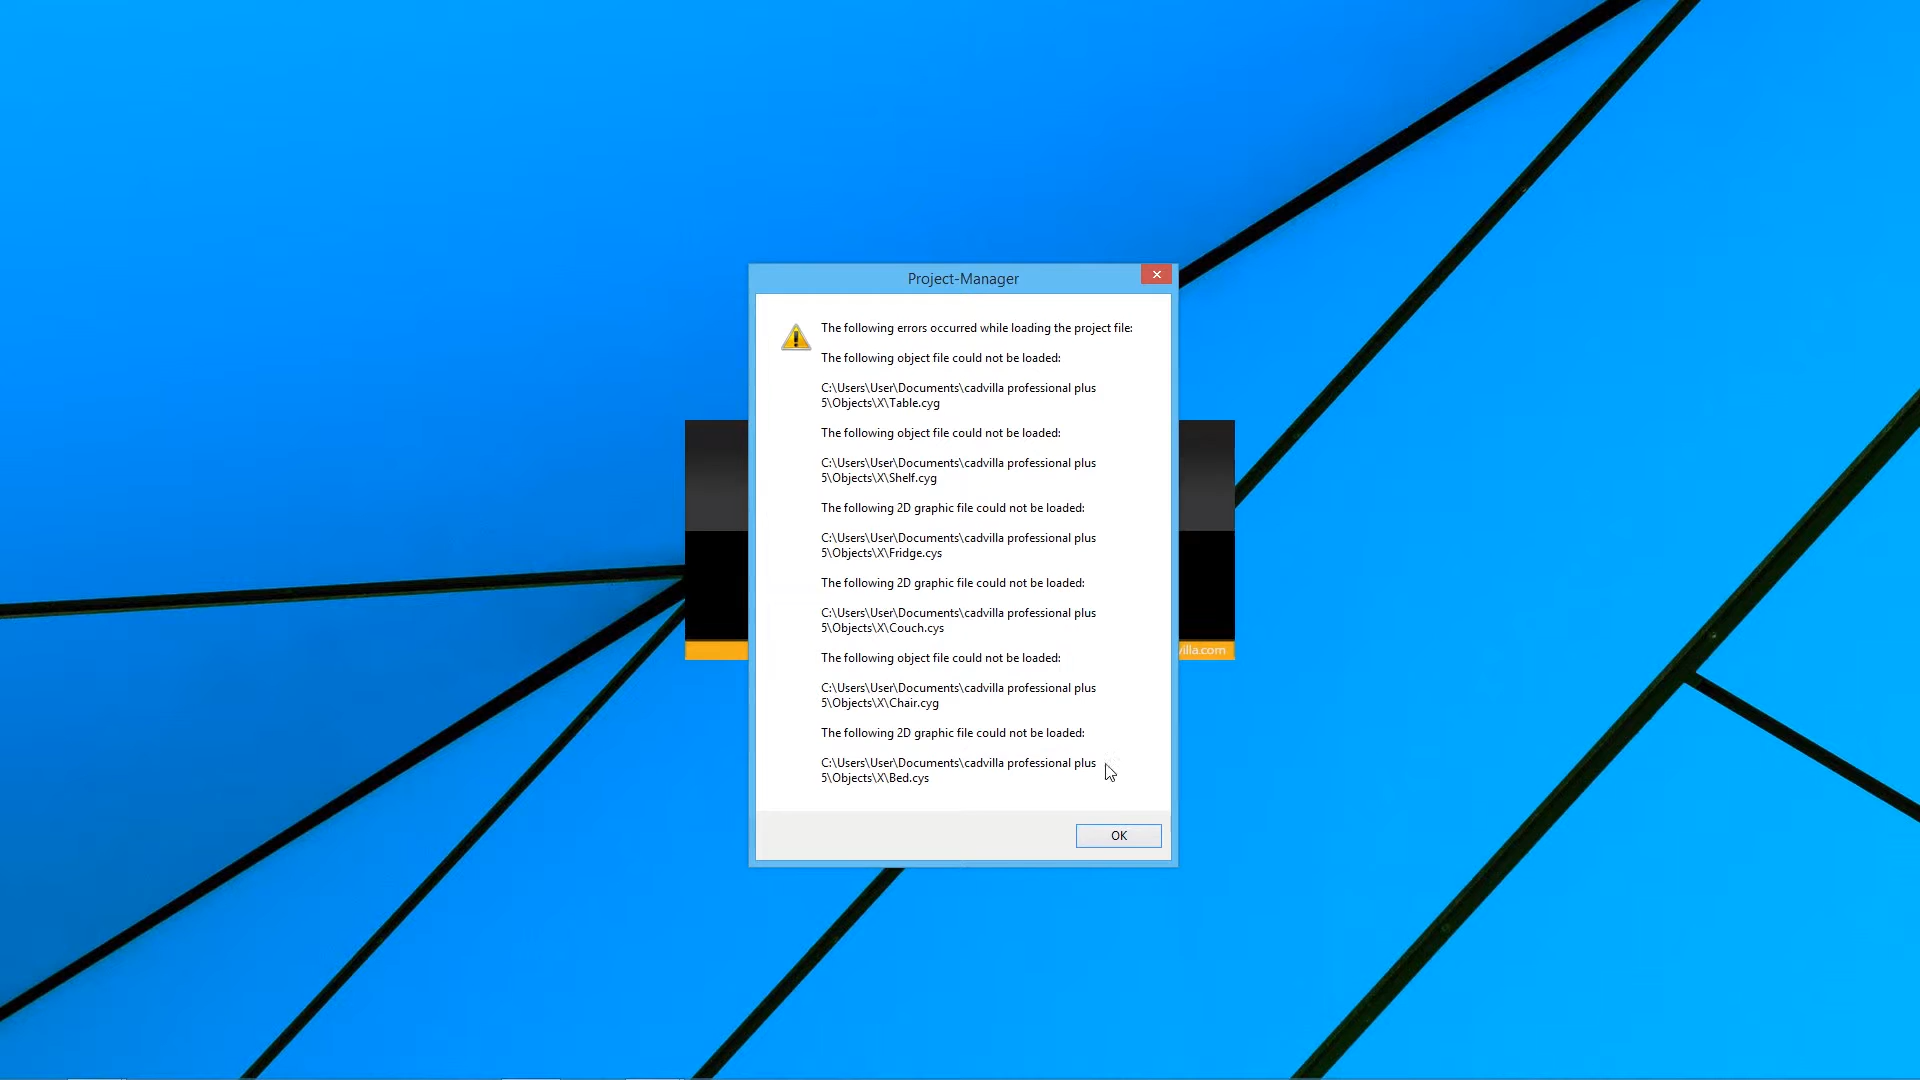 Project-Manager
The following errors occurred while loading the project file:
The following object file could not be loaded:
C:\Users\User\Documents\cadvilla professional plus
5\Objects\X\Table.cyg
The following object file could not be loaded:
C:\Users\User\Documents\cadvilla professional plus
5\Objects\X\Shelf.cyg
The following 2D graphic file could not be loaded:
C:\Users\User\Documents\cadvilla professional plus
5\Objects\X\Fridge.cys
The following 2D graphic file could not be loaded:
C:\Users\User\Documents\cadvilla professional plus
5\Objects\X\Couch.cys
The following object file could not be loaded:
C:\Users\User\Documents\cadvilla professional plus
5\Objects\X\Chair.cyg
The following 2D graphic file could not be loaded:
C:\Users\User\Documents\cadvilla professional plus
5\Objects\X\Bed.cys
OK
villa.com